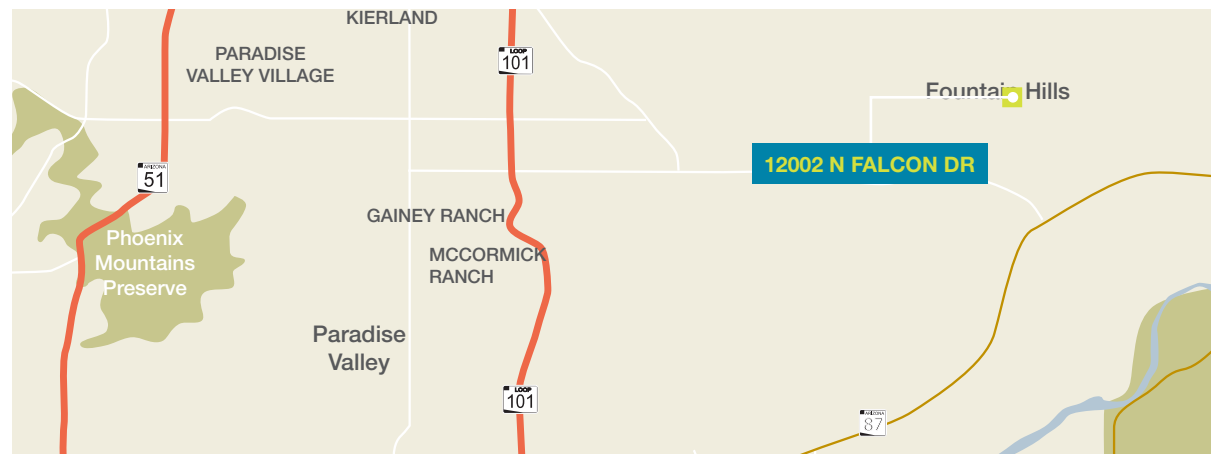 KIERLAND
PARADISE
VALLEY VILLAGE
LOOP
101
Fountain Hills
12002 N FALCON DR
ARIZONA
51
GAINEY RANCH
MCCORMICK
RANCH
Phoenix
Mountains
Preserve
Paradise
Valley
LOOP
101
ARIZONA
87